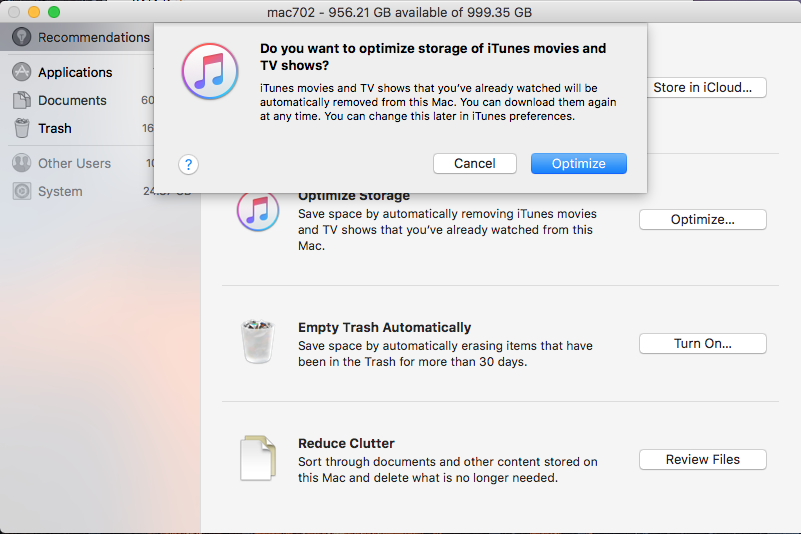 mac702 - 956.21 GB available of 999.35 GB
Recommendations
Applications
Documents 60
Trash 16
Other Users 10
System
Do you want to optimize storage of iTunes movies and
TV shows?
iTunes movies and TV shows that you've already watched will be
automatically removed from this Mac. You can download them again
at any time. You can change this later in iTunes preferences.
?
Cancel
Optimize
Store in iCloud...
Optimize Storage
Save space by automatically removing iTunes movies
and TV shows that you've already watched from this
Mac.
Optimize...
Empty Trash Automatically
Save space by automatically erasing items that have
been in the Trash for more than 30 days.
Turn On...
Reduce Clutter
Sort through documents and other content stored on
this Mac and delete what is no longer needed.
Review Files